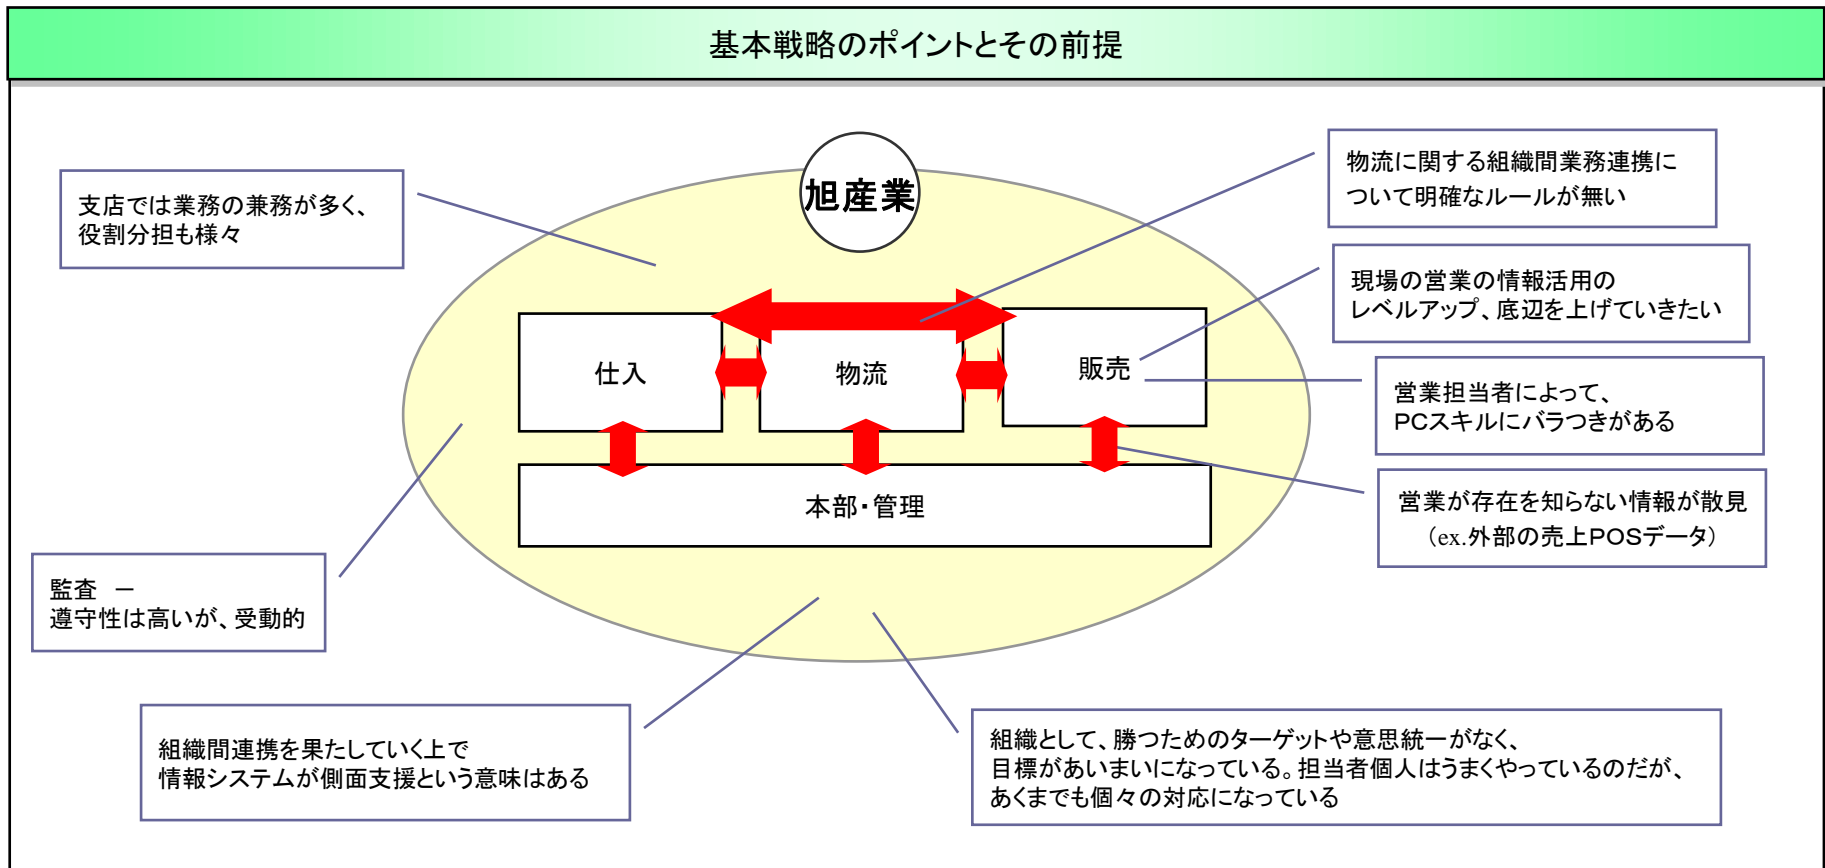 基本戦略のポイントとその前提
旭産業
支店では業務の兼務が多く、
役割分担も様々
物流に関する組織間業務連携に
ついて明確なルールが無い
現場の営業の情報活用の
レベルアップ、底辺を上げていきたい
仕入
物流
販売
営業担当者によって、
PCスキルにバラつきがある
本部・管理
営業が存在を知らない情報が散見
（ex.外部の売上POSデータ）
監査　－
遵守性は高いが、受動的
組織間連携を果たしていく上で
情報システムが側面支援という意味はある
組織として、勝つためのターゲットや意思統一がなく、
目標があいまいになっている。担当者個人はうまくやっているのだが、
あくまでも個々の対応になっている